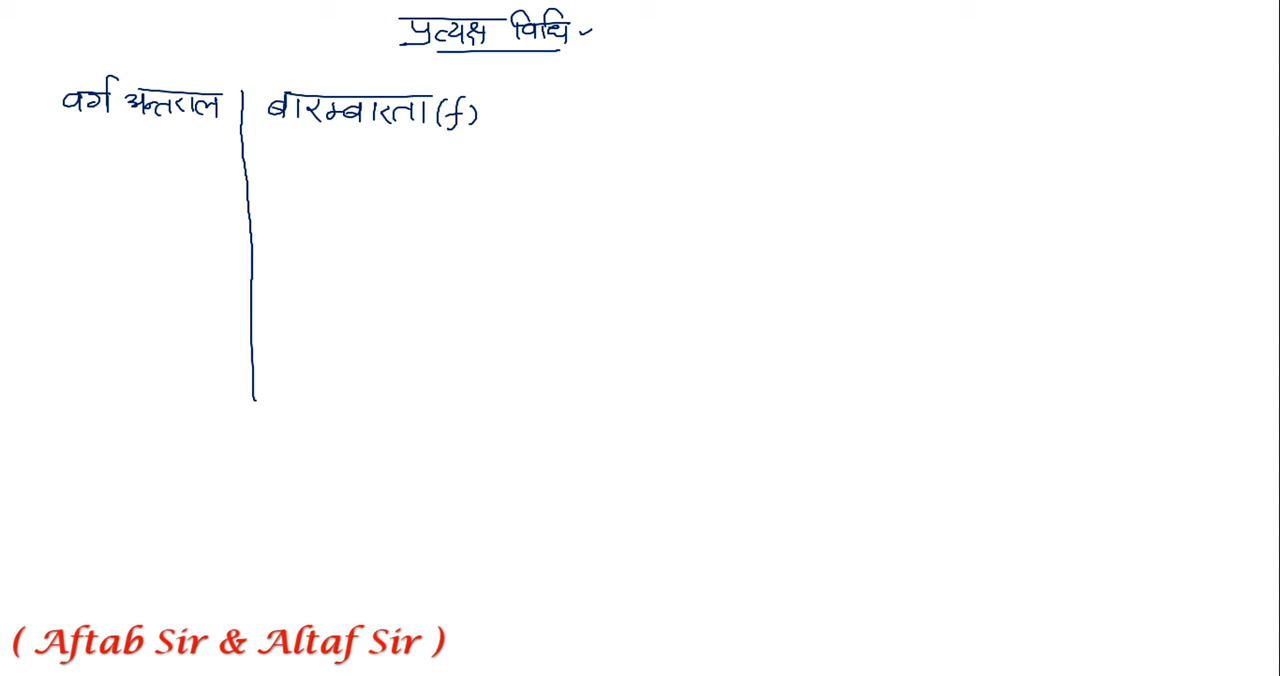 प्रत्यक्ष विधि
वर्ग अन्तराल बारम्बारता (f)
( Aftab Sir & Altaf Sir )